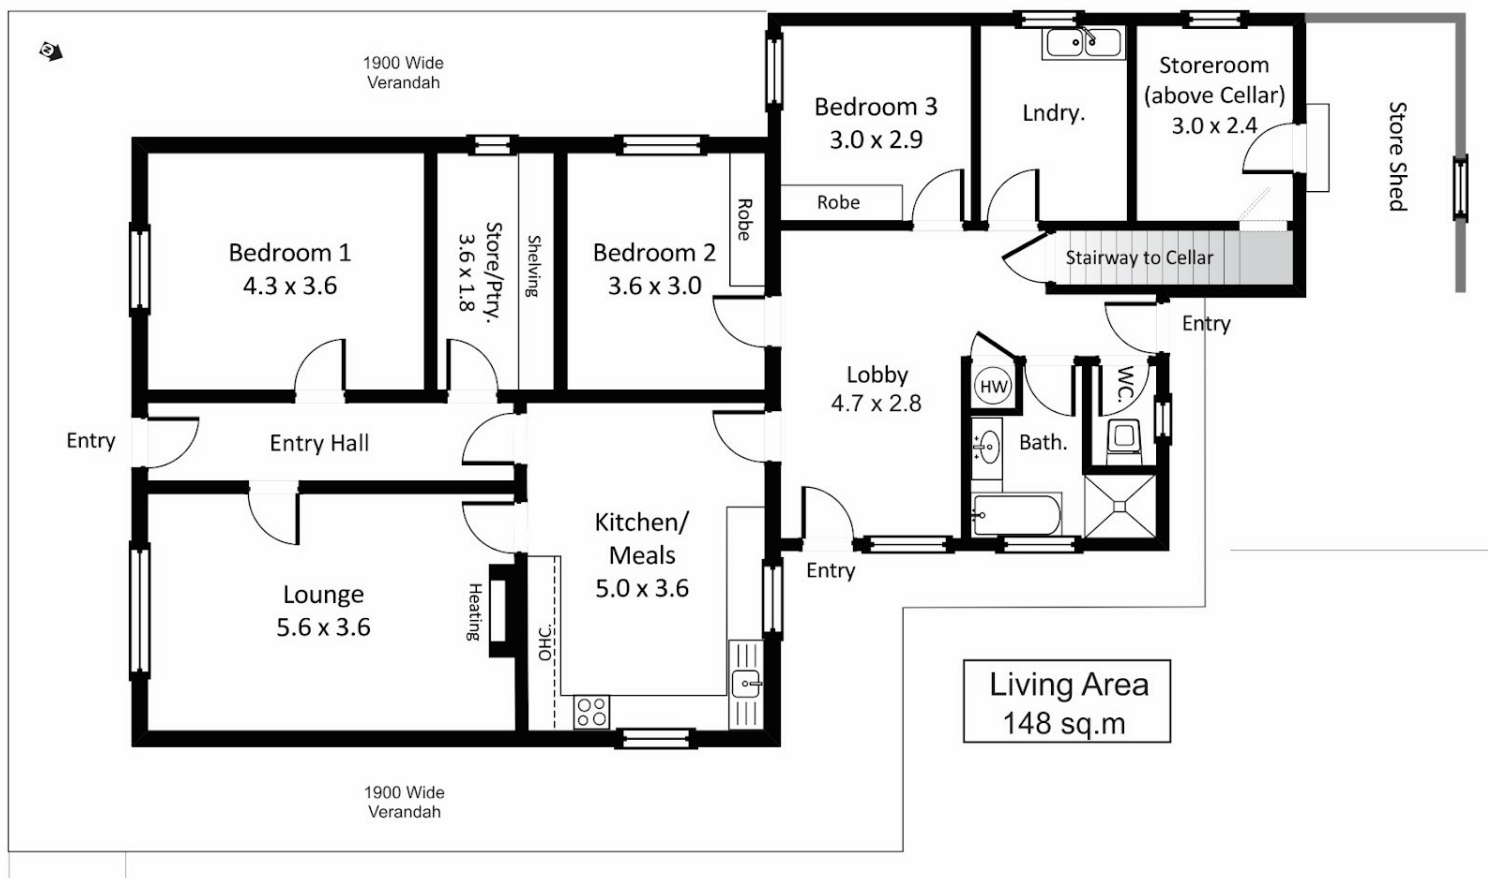 N
1900 Wide
Verandah
Bedroom 3
3.0 x 2.9
Robe
Lndry.
Storeroom
(above Cellar)
3.0 x 2.4
Store Shed
Bedroom 1
4.3 x 3.6
Store/Ptry.
3.6 x 1.8
Shelving
Bedroom 2
3.6 x 3.0
Robe
Stairway to Cellar
Entry
Lobby
4.7 x 2.8
HW
WC.
Bath.
Entry
Entry Hall
Kitchen/
Meals
5.0 x 3.6
Entry
Lounge
5.6 x 3.6
Heating
OHC.
Living Area
148 sq.m
1900 Wide
Verandah